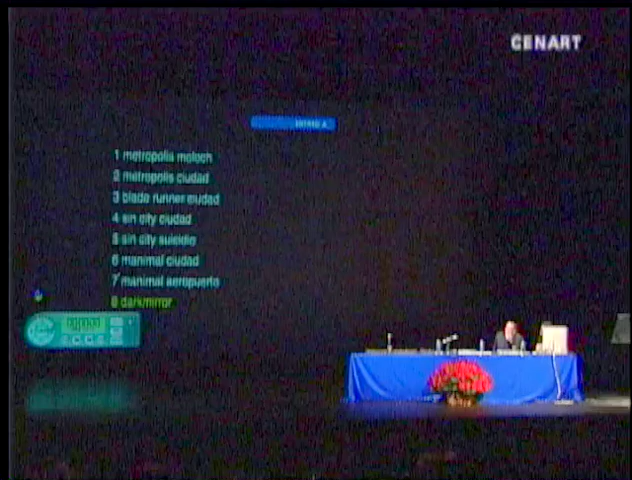 CENART
1 metropolis moloch
2 metropolis ciudad
3 blade runner ciudad
4 sin city ciudad
5 sin city suicidio
6 manimal ciudad
7 manimal aeropuerto
8 darkmirror